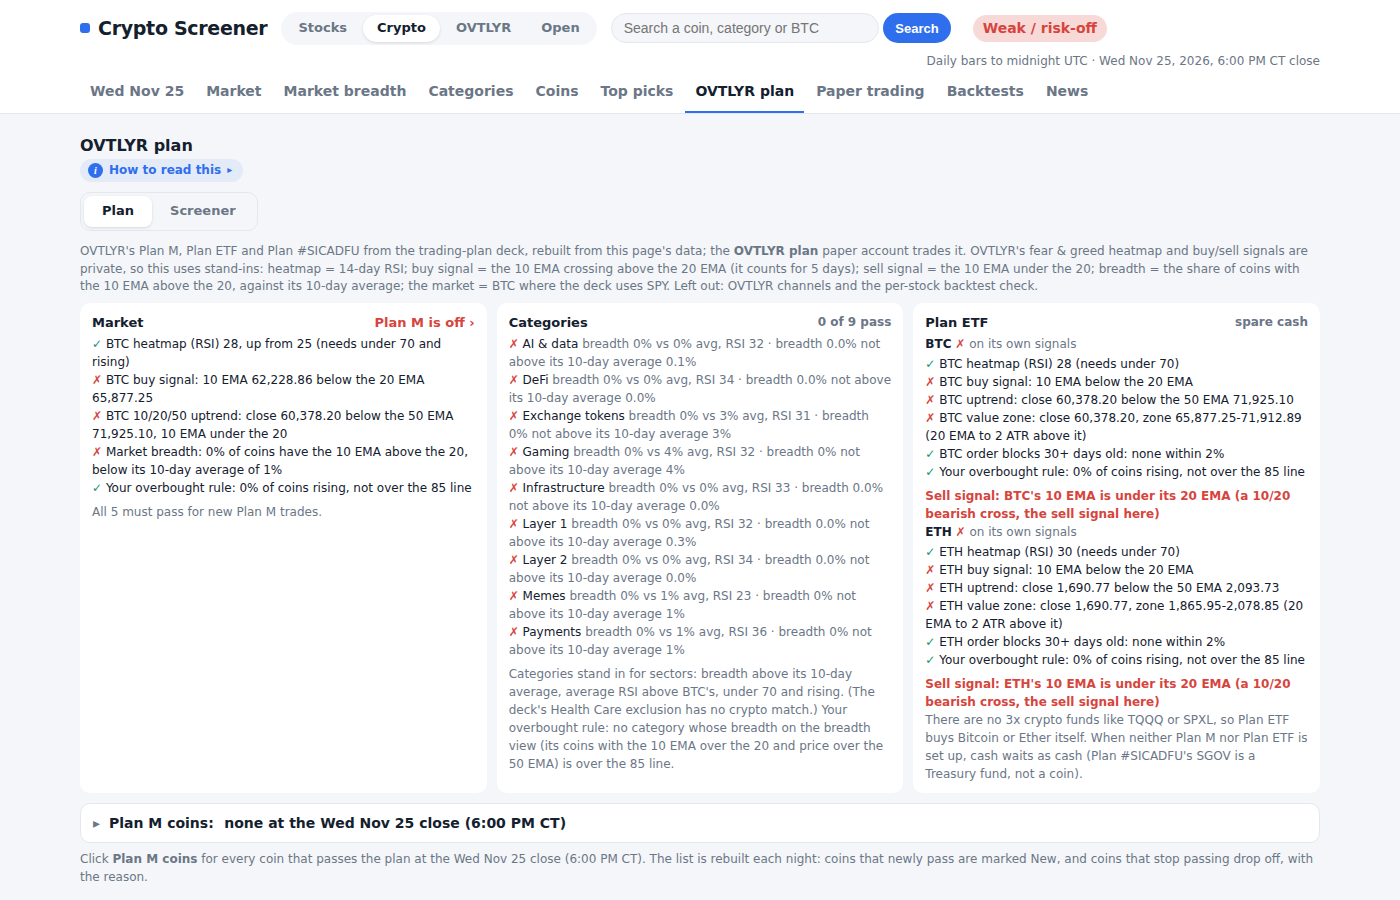 Crypto Screener
Stocks
Crypto
OVTLYR
Open
Search a coin, category or BTC
Search
Weak / risk-off
Daily bars to midnight UTC · Wed Nov 25, 2026, 6:00 PM CT close
Wed Nov 25
Market
Market breadth
Categories
Coins
Top picks
OVTLYR plan
Paper trading
Backtests
News
OVTLYR plan
i How to read this ▸
Plan
Screener
OVTLYR's Plan M, Plan ETF and Plan #SICADFU from the trading-plan deck, rebuilt from this page's data; the OVTLYR plan paper account trades it. OVTLYR's fear & greed heatmap and buy/sell signals are
private, so this uses stand-ins: heatmap = 14-day RSI; buy signal = the 10 EMA crossing above the 20 EMA (it counts for 5 days); sell signal = the 10 EMA under the 20; breadth = the share of coins with
the 10 EMA above the 20, against its 10-day average; the market = BTC where the deck uses SPY. Left out: OVTLYR channels and the per-stock backtest check.
Market
Plan M is off ›
✓ BTC heatmap (RSI) 28, up from 25 (needs under 70 and
rising)
✗ BTC buy signal: 10 EMA 62,228.86 below the 20 EMA
65,877.25
✗ BTC 10/20/50 uptrend: close 60,378.20 below the 50 EMA
71,925.10, 10 EMA under the 20
✗ Market breadth: 0% of coins have the 10 EMA above the 20,
below its 10-day average of 1%
✓ Your overbought rule: 0% of coins rising, not over the 85 line
All 5 must pass for new Plan M trades.
Categories
0 of 9 pass
✗ AI & data breadth 0% vs 0% avg, RSI 32 · breadth 0.0% not
above its 10-day average 0.1%
✗ DeFi breadth 0% vs 0% avg, RSI 34 · breadth 0.0% not above
its 10-day average 0.0%
✗ Exchange tokens breadth 0% vs 3% avg, RSI 31 · breadth
0% not above its 10-day average 3%
✗ Gaming breadth 0% vs 4% avg, RSI 32 · breadth 0% not
above its 10-day average 4%
✗ Infrastructure breadth 0% vs 0% avg, RSI 33 · breadth 0.0%
not above its 10-day average 0.0%
✗ Layer 1 breadth 0% vs 0% avg, RSI 32 · breadth 0.0% not
above its 10-day average 0.3%
✗ Layer 2 breadth 0% vs 0% avg, RSI 34 · breadth 0.0% not
above its 10-day average 0.0%
✗ Memes breadth 0% vs 1% avg, RSI 23 · breadth 0% not
above its 10-day average 1%
✗ Payments breadth 0% vs 1% avg, RSI 36 · breadth 0% not
above its 10-day average 1%
Categories stand in for sectors: breadth above its 10-day
average, average RSI above BTC's, under 70 and rising. (The
deck's Health Care exclusion has no crypto match.) Your
overbought rule: no category whose breadth on the breadth
view (its coins with the 10 EMA over the 20 and price over the
50 EMA) is over the 85 line.
Plan ETF
spare cash
BTC ✗ on its own signals
✓ BTC heatmap (RSI) 28 (needs under 70)
✗ BTC buy signal: 10 EMA below the 20 EMA
✗ BTC uptrend: close 60,378.20 below the 50 EMA 71,925.10
✗ BTC value zone: close 60,378.20, zone 65,877.25-71,912.89
(20 EMA to 2 ATR above it)
✓ BTC order blocks 30+ days old: none within 2%
✓ Your overbought rule: 0% of coins rising, not over the 85 line
Sell signal: BTC's 10 EMA is under its 20 EMA (a 10/20
bearish cross, the sell signal here)
ETH ✗ on its own signals
✓ ETH heatmap (RSI) 30 (needs under 70)
✗ ETH buy signal: 10 EMA below the 20 EMA
✗ ETH uptrend: close 1,690.77 below the 50 EMA 2,093.73
✗ ETH value zone: close 1,690.77, zone 1,865.95-2,078.85 (20
EMA to 2 ATR above it)
✓ ETH order blocks 30+ days old: none within 2%
✓ Your overbought rule: 0% of coins rising, not over the 85 line
Sell signal: ETH's 10 EMA is under its 20 EMA (a 10/20
bearish cross, the sell signal here)
There are no 3x crypto funds like TQQQ or SPXL, so Plan ETF
buys Bitcoin or Ether itself. When neither Plan M nor Plan ETF is
set up, cash waits as cash (Plan #SICADFU's SGOV is a
Treasury fund, not a coin).
▸ Plan M coins: none at the Wed Nov 25 close (6:00 PM CT)
Click Plan M coins for every coin that passes the plan at the Wed Nov 25 close (6:00 PM CT). The list is rebuilt each night: coins that newly pass are marked New, and coins that stop passing drop off, with
the reason.